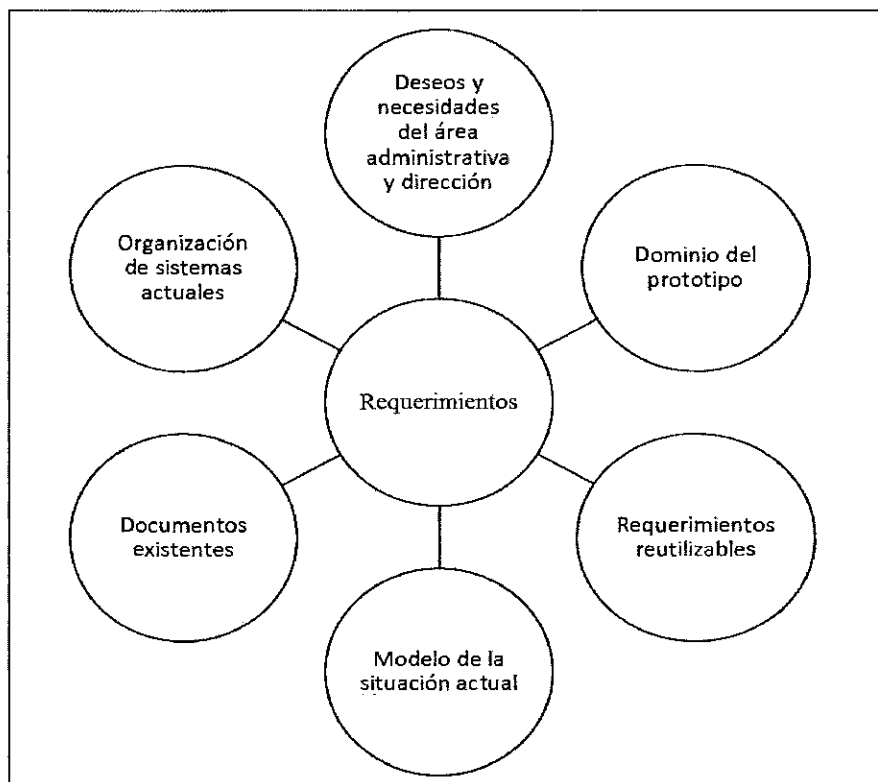 Deseos y
necesidades
del área
administrativa
y dirección
Organización
de sistemas
actuales
Dominio del
prototipo
Requerimientos
Documentos
existentes
Requerimientos
reutilizables
Modelo de la
situación actual